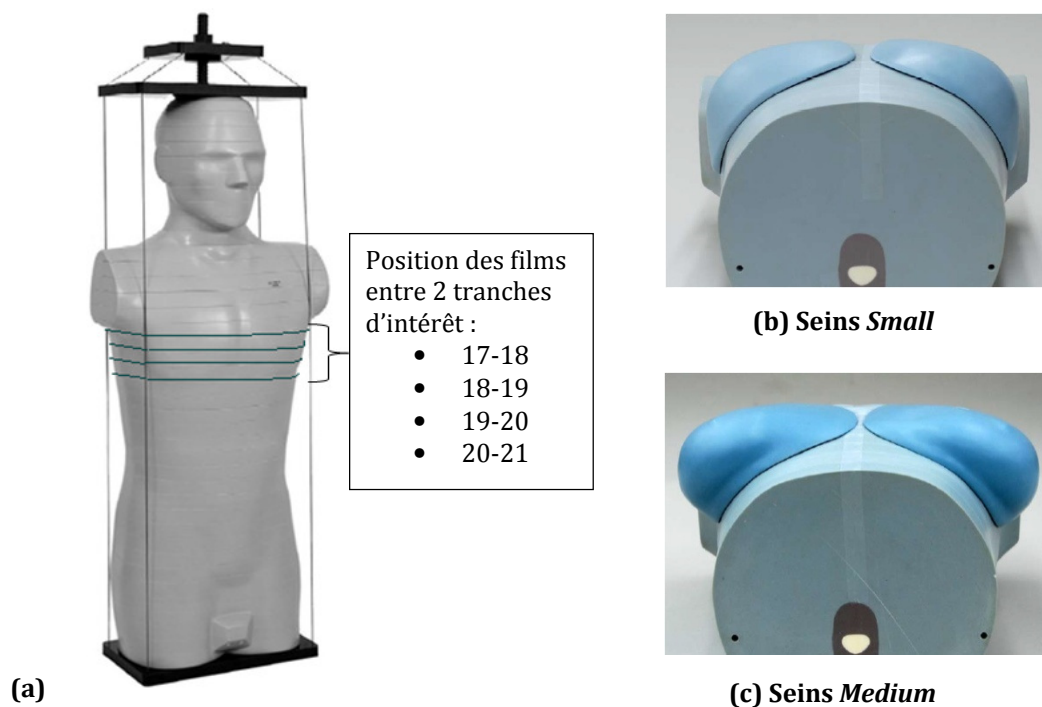 Position des films
entre 2 tranches
d'intérêt :
• 17-18
• 18-19
• 19-20
• 20-21
(a)
(b) Seins Small
(c) Seins Medium